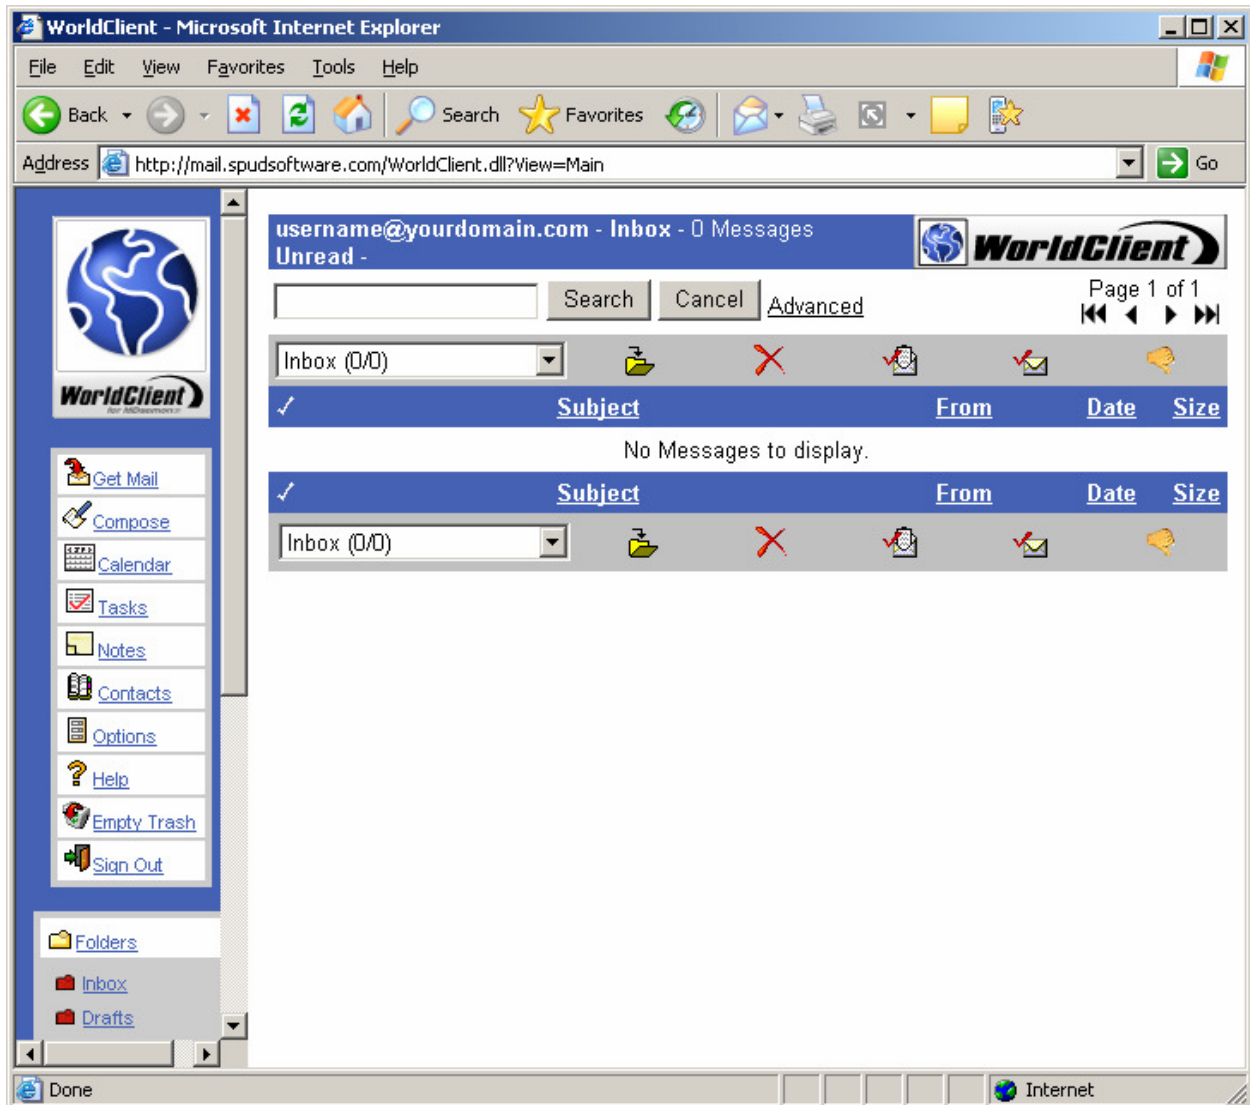 WorldClient - Microsoft Internet Explorer
File Edit View Favorites Tools Help
Back Search Favorites
Address http://mail.spudsoftware.com/WorldClient.dll?View=Main Go
WorldClient
for MDaemon
Get Mail
Compose
Calendar
Tasks
Notes
Contacts
Options
Help
Empty Trash
Sign Out
Folders
Inbox
Drafts
username@yourdomain.com - Inbox - 0 Messages
Unread -
WorldClient
Search Cancel Advanced
Page 1 of 1
Inbox (0/0)
Subject From Date Size
No Messages to display.
Subject From Date Size
Inbox (0/0)
Done Internet